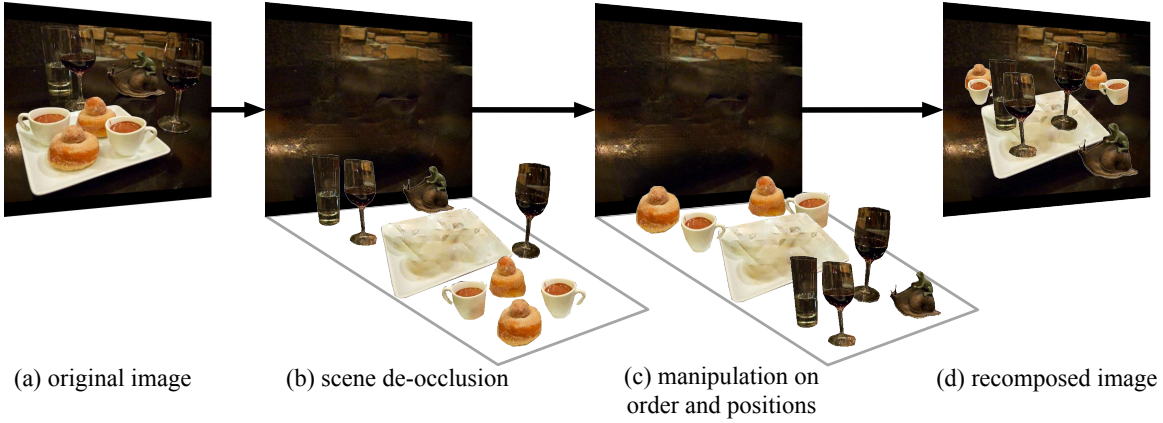 (a) original image
(b) scene de-occlusion
(c) manipulation on
order and positions
(d) recomposed image